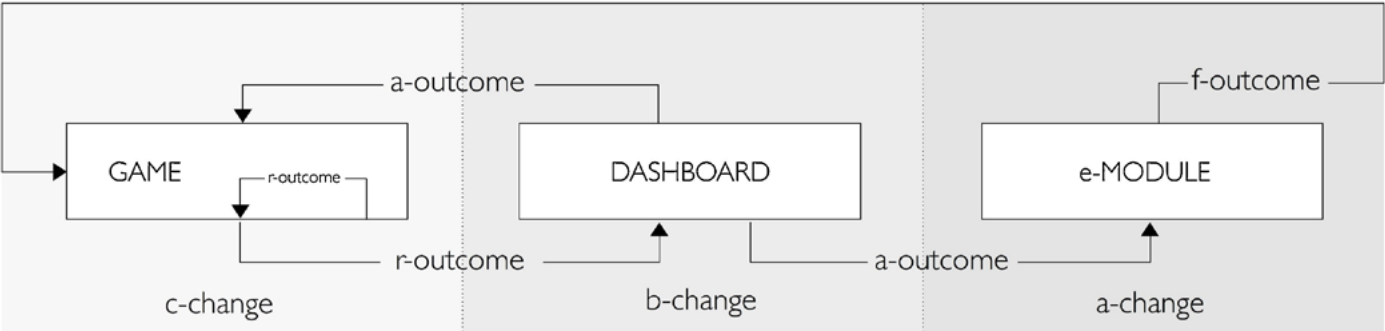 a-outcome
f-outcome
GAME
r-outcome
DASHBOARD
e-MODULE
r-outcome
a-outcome
c-change
b-change
a-change